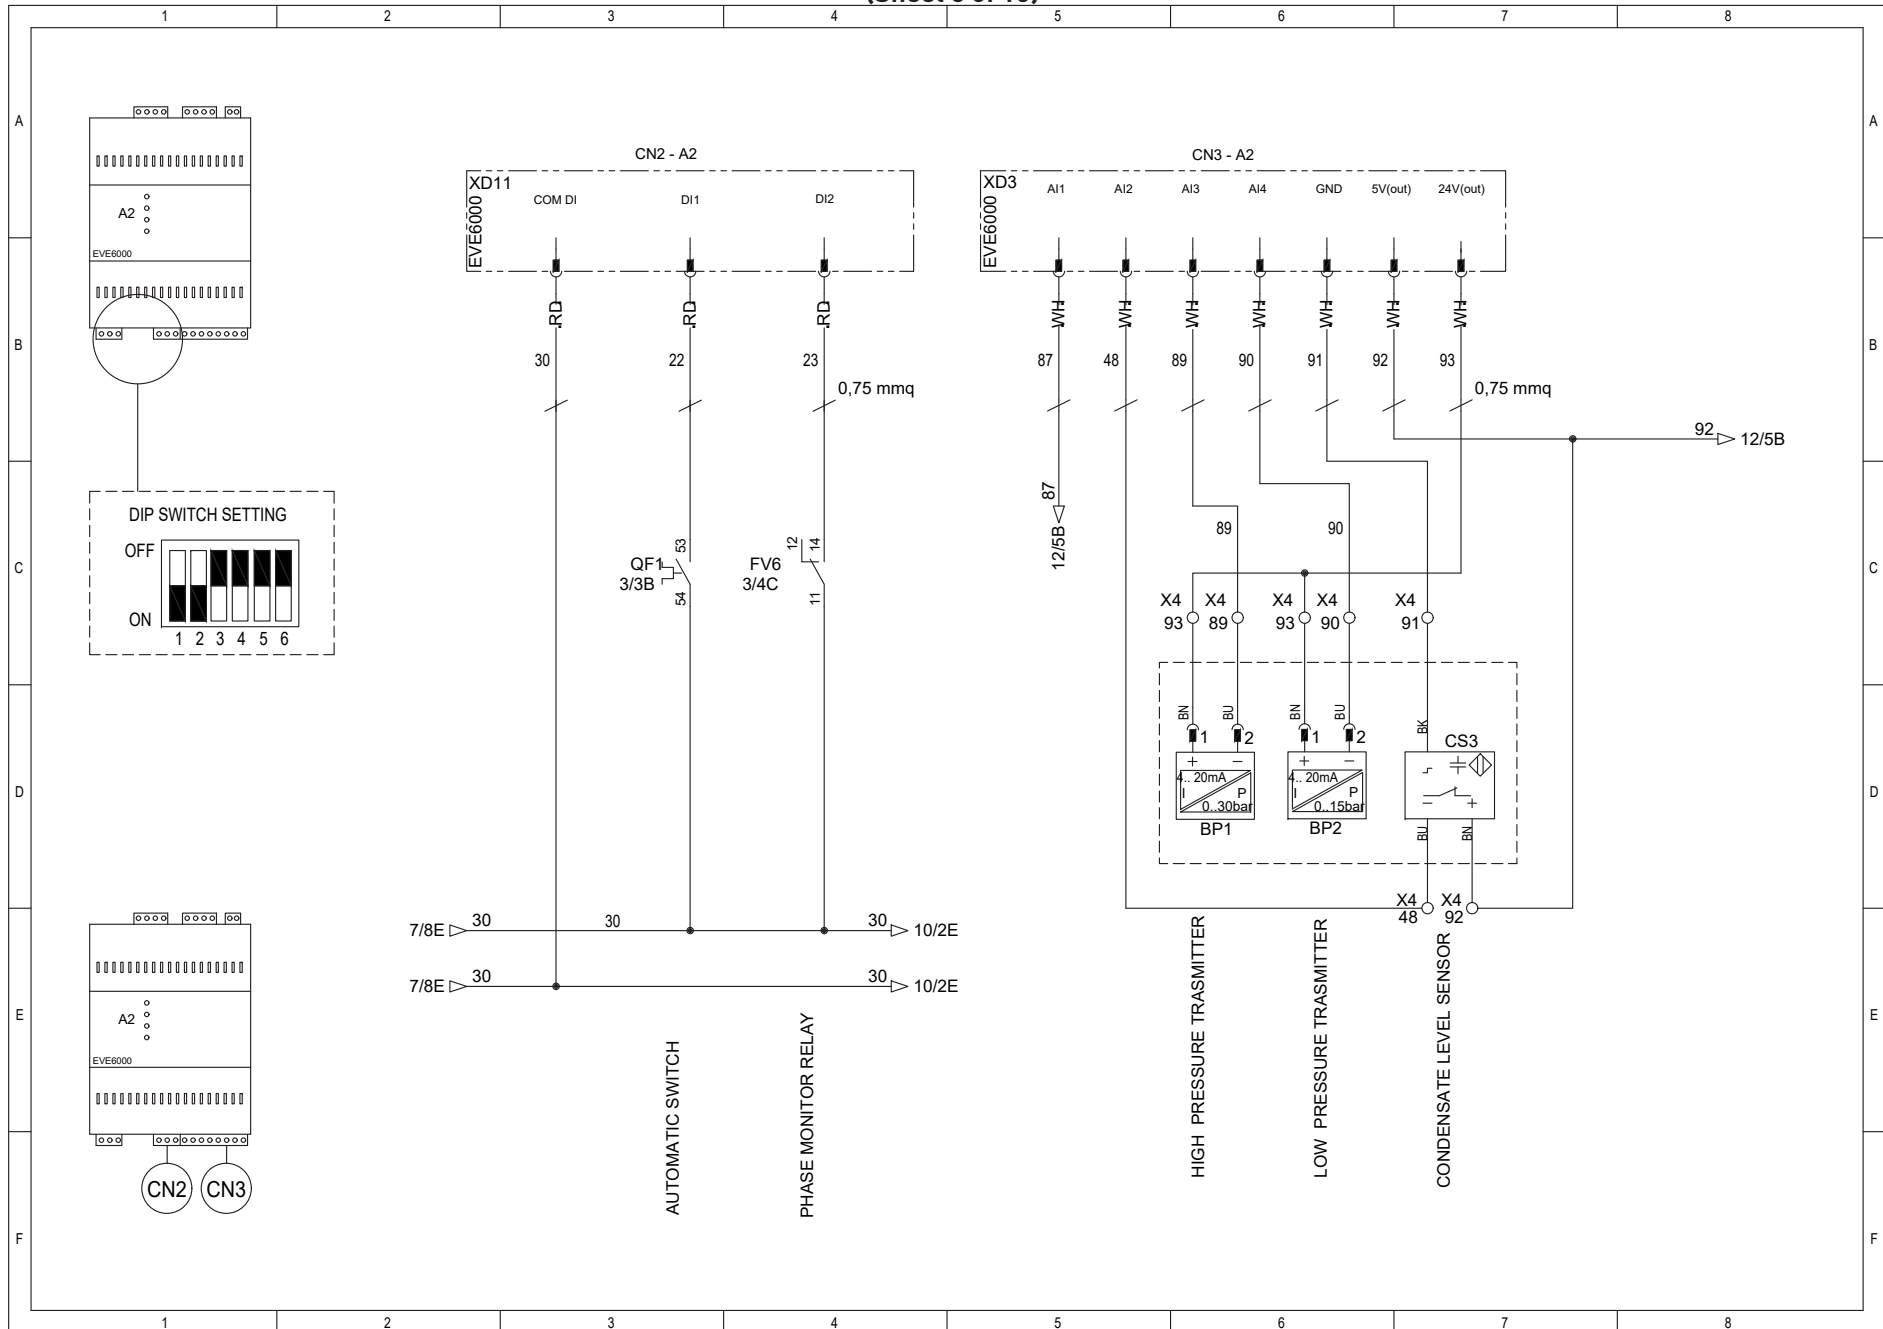 1 2 3 4 5 6 7 8
A A
CN2 - A2
CN3 - A2
XD11
EVE6000
COM DI
DI1
DI2
XD3
EVE6000
AI1
AI2
AI3
AI4
GND
5V(out)
24V(out)
A2
EVE6000
RD RD RD
WH WH WH WH WH WH WH
B B
30 22 23
87 48 89 90 91 92 93
0,75 mmq
0,75 mmq
92 12/5B
87
12/5B
DIP SWITCH SETTING
OFF
ON
1 2 3 4 5 6
C C
89 90
53
QF1
3/3B
54
12 14
FV6
3/4C
11
X4 X4 X4 X4 X4
93 89 93 90 91
BN BU BN BU BK
1 2 1 2
CS3
+ − + −
4.. 20mA
I P
0..30bar
BP1
4.. 20mA
I P
0..15bar
BP2
− +
BU BN
D D
X4 X4
48 92
7/8E 30 30 30 10/2E
7/8E 30 30 10/2E
A2
EVE6000
E E
AUTOMATIC SWITCH
PHASE MONITOR RELAY
HIGH PRESSURE TRASMITTER
LOW PRESSURE TRASMITTER
CONDENSATE LEVEL SENSOR
CN2 CN3
F F
1 2 3 4 5 6 7 8